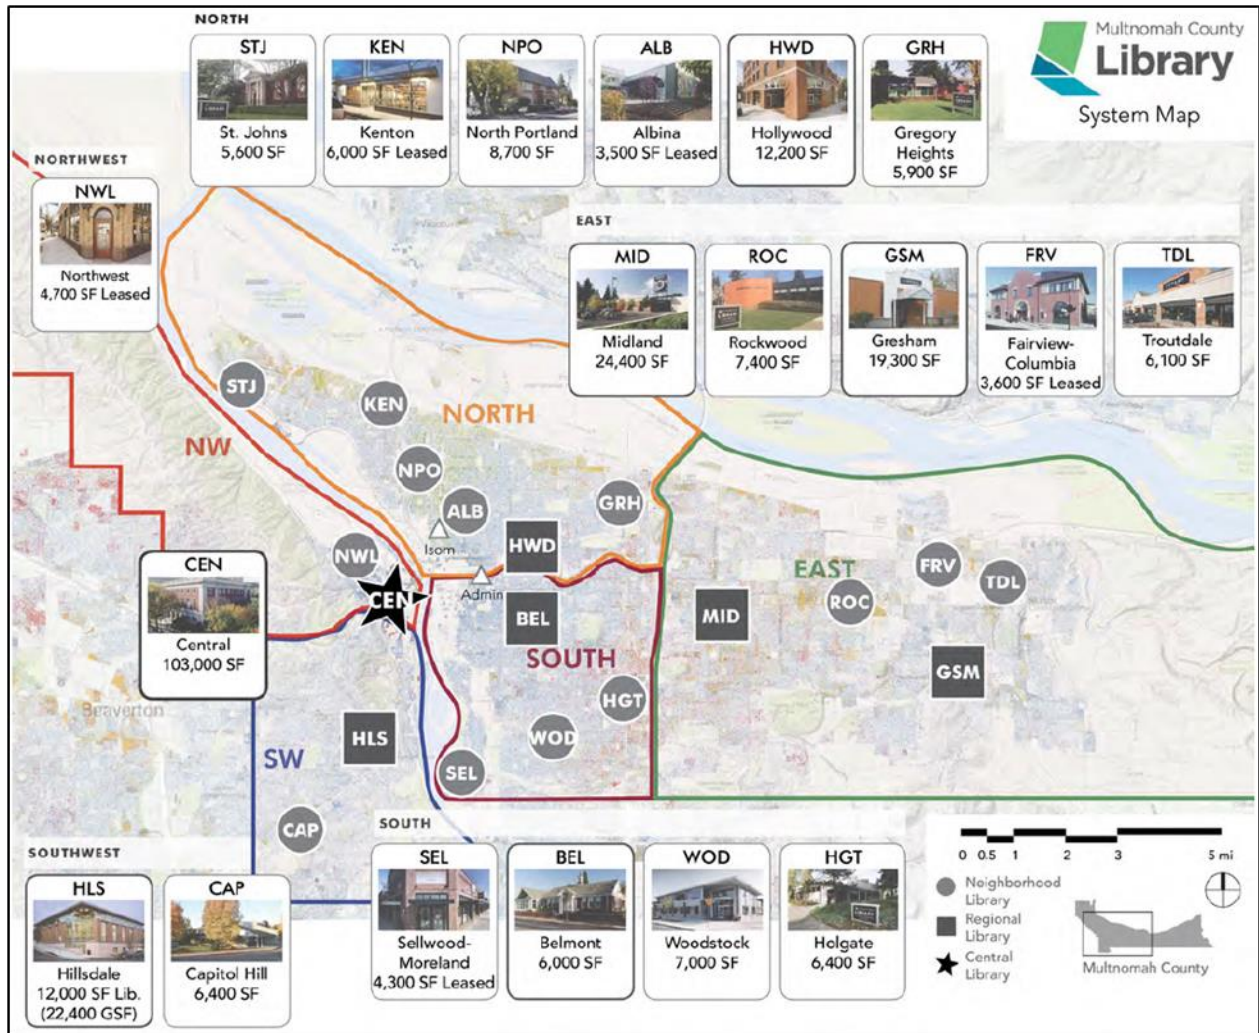 NORTH
STJ
St. Johns
5,600 SF
KEN
Kenton
6,000 SF Leased
NPO
North Portland
8,700 SF
ALB
Albina
3,500 SF Leased
HWD
Hollywood
12,200 SF
GRH
Gregory
Heights
5,900 SF
Multnomah County
Library
System Map
NORTHWEST
NWL
Northwest
4,700 SF Leased
EAST
MID
Midland
24,400 SF
ROC
Rockwood
7,400 SF
GSM
Gresham
19,300 SF
FRV
Fairview-
Columbia
3,600 SF Leased
TDL
Troutdale
6,100 SF
STJ
KEN
NORTH
NW
NPO
ALB
GRH
Isom
HWD
NWL
CEN
Admin
BEL
SOUTH
EAST
FRV
TDL
ROC
MID
GSM
HGT
WOD
SEL
HLS
SW
CAP
Beaverton
CEN
Central
103,000 SF
SOUTHWEST
HLS
Hillsdale
12,000 SF Lib.
(22,400 GSF)
CAP
Capitol Hill
6,400 SF
SOUTH
SEL
Sellwood-
Moreland
4,300 SF Leased
BEL
Belmont
6,000 SF
WOD
Woodstock
7,000 SF
HGT
Holgate
6,400 SF
0 0.5 1 2 3 5 mi
Neighborhood
Library
Regional
Library
Central
Library
Multnomah County